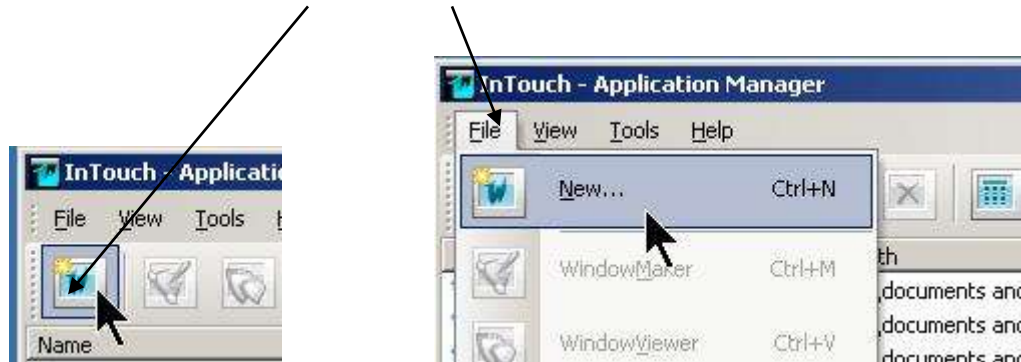 InTouch - Application Manager
File View Tools Help
New... Ctrl+N
WindowMaker Ctrl+M
documents and
documents and
WindowViewer Ctrl+V
documents and
InTouch - Applicatio
File View Tools
Name